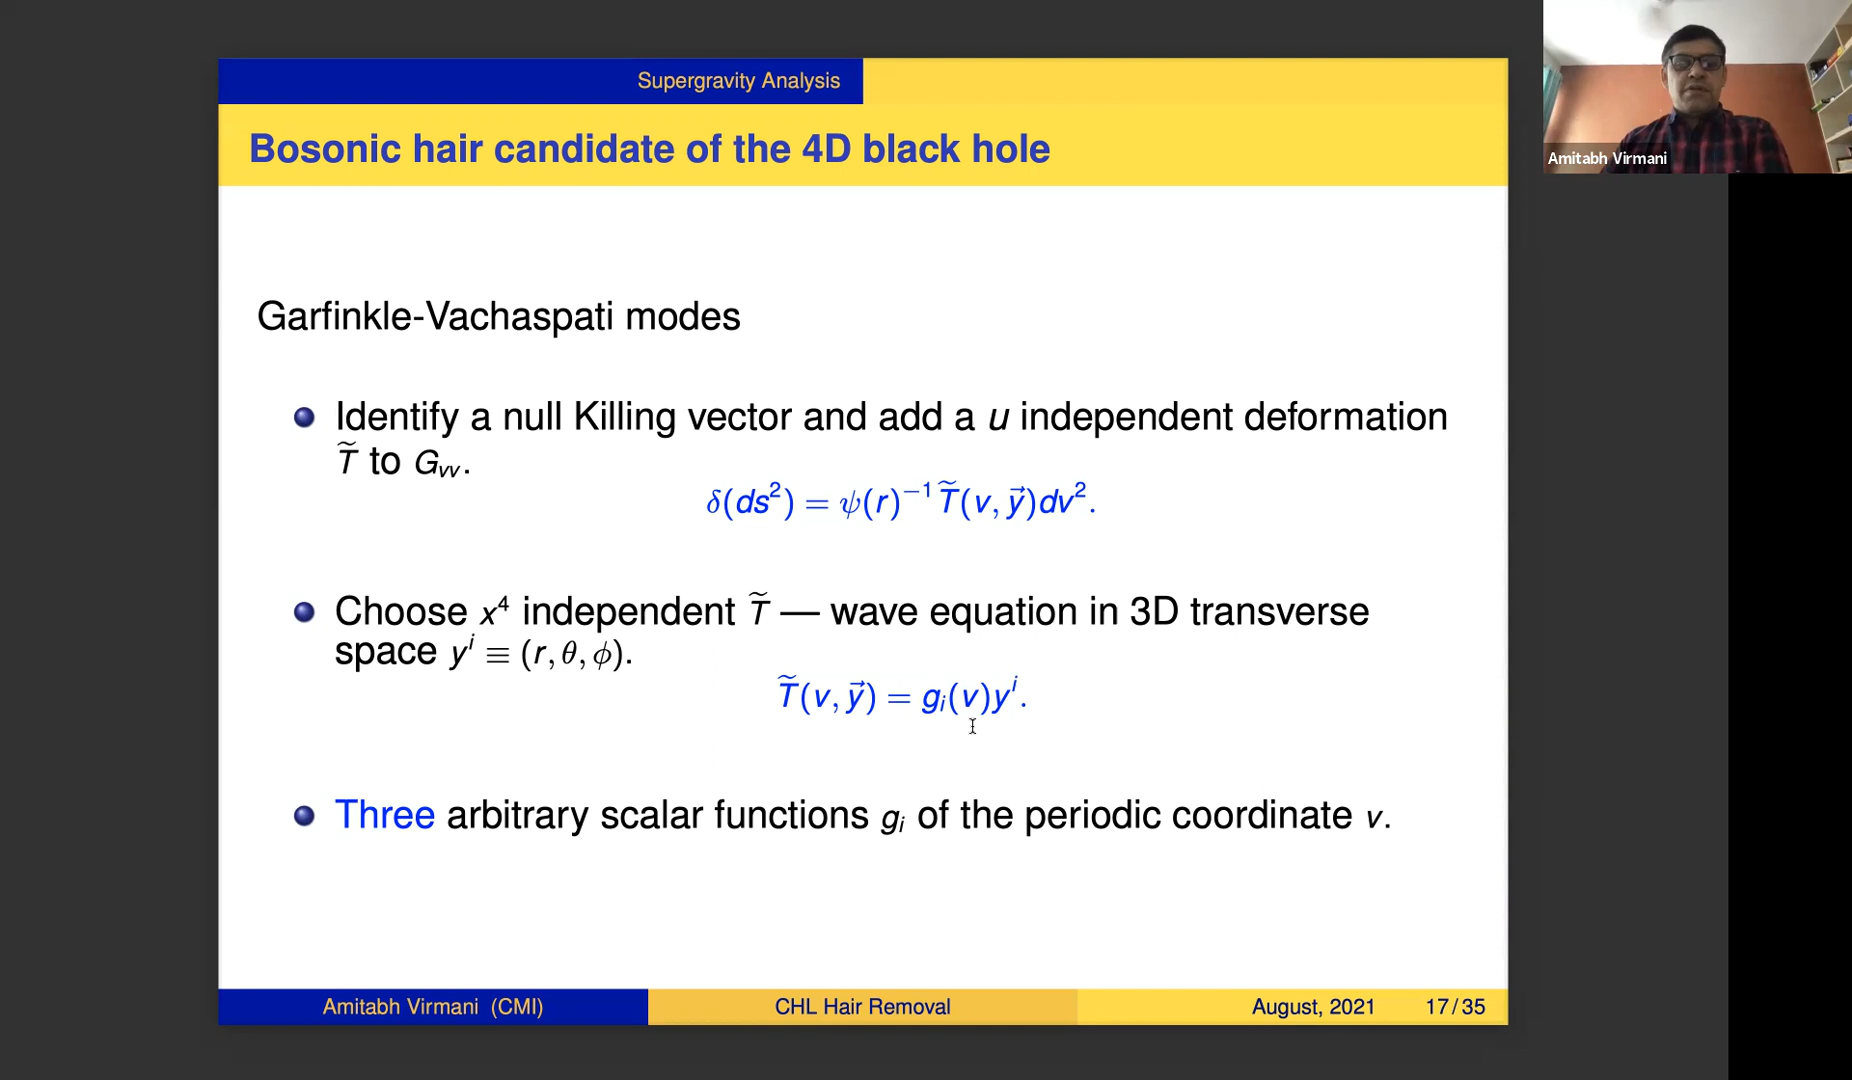 Supergravity Analysis
Bosonic hair candidate of the 4D black hole
Amitabh Virmani
Garfinkle-Vachaspati modes
Identify a null Killing vector and add a u independent deformation
T̃ to G_{vv}.
δ(ds²) = ψ(r)⁻¹ T̃(v, y⃗)dv².
Choose x⁴ independent T̃ — wave equation in 3D transverse
space yⁱ ≡ (r, θ, ϕ).
T̃(v, y⃗) = gᵢ(v)yⁱ.
Three arbitrary scalar functions gᵢ of the periodic coordinate v.
Amitabh Virmani (CMI) CHL Hair Removal August, 2021 17/35